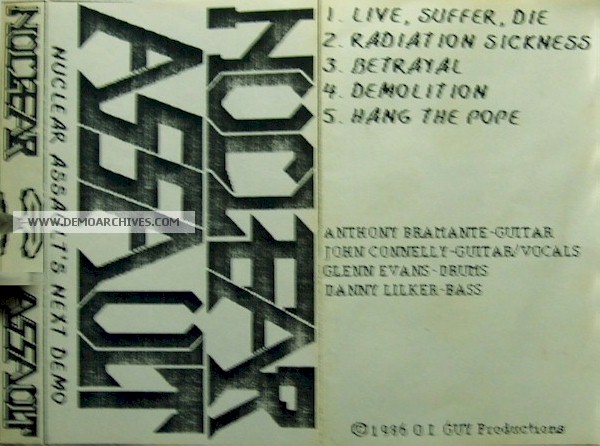 NUCLEAR ASSAULT
NUCLEAR ASSAULT
NUCLEAR ASSAULT'S NEXT DEMO
WWW.DEMOARCHIVES.COM
1. LIVE, SUFFER, DIE
2. RADIATION SICKNESS
3. BETRAYAL
4. DEMOLITION
5. HANG THE POPE
ANTHONY BRAMANTE-GUITAR
JOHN CONNELLY-GUITAR/VOCALS
GLENN EVANS-DRUMS
DANNY LILKER-BASS
©1986 O I GUY Productions